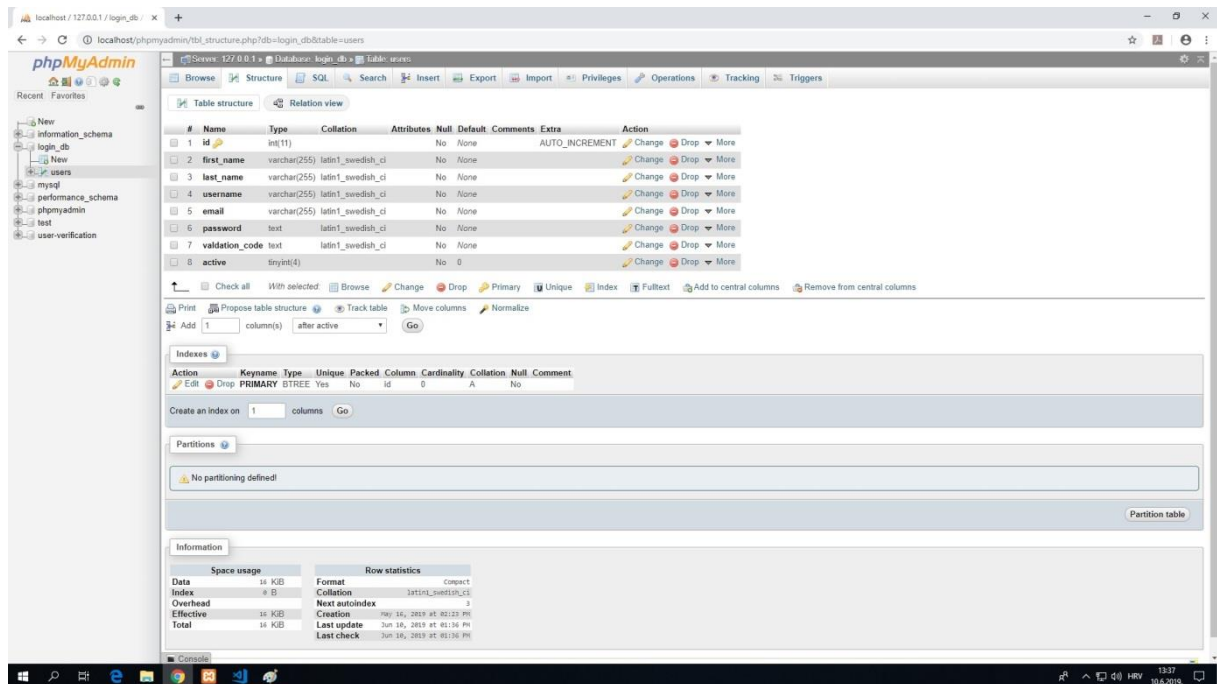 localhost / 127.0.0.1 / login_db /
localhost/phpmyadmin/tbl_structure.php?db=login_db&table=users
phpMyAdmin
Recent Favorites
New
information_schema
login_db
New
users
mysql
performance_schema
phpmyadmin
test
user-verification
Server: 127.0.0.1 » Database: login_db » Table: users
Browse Structure SQL Search Insert Export Import Privileges Operations Tracking Triggers
Table structure Relation view
# Name Type Collation Attributes Null Default Comments Extra Action
1 id int(11) No None AUTO_INCREMENT Change Drop More
2 first_name varchar(255) latin1_swedish_ci No None Change Drop More
3 last_name varchar(255) latin1_swedish_ci No None Change Drop More
4 username varchar(255) latin1_swedish_ci No None Change Drop More
5 email varchar(255) latin1_swedish_ci No None Change Drop More
6 password text latin1_swedish_ci No None Change Drop More
7 valdation_code text latin1_swedish_ci No None Change Drop More
8 active tinyint(4) No 0 Change Drop More
Check all With selected: Browse Change Drop Primary Unique Index Fulltext Add to central columns Remove from central columns
Print Propose table structure Track table Move columns Normalize
Add 1 column(s) after active Go
Indexes
Action Keyname Type Unique Packed Column Cardinality Collation Null Comment
Edit Drop PRIMARY BTREE Yes No id 0 A No
Create an index on 1 columns Go
Partitions
No partitioning defined!
Partition table
Information
Space usage
Data 16 KiB
Index 0 B
Overhead
Effective 16 KiB
Total 16 KiB
Row statistics
Format Compact
Collation latin1_swedish_ci
Next autoindex 3
Creation May 16, 2019 at 02:23 PM
Last update Jun 10, 2019 at 01:36 PM
Last check Jun 10, 2019 at 01:36 PM
Console
HRV
13:37
10.6.2019.